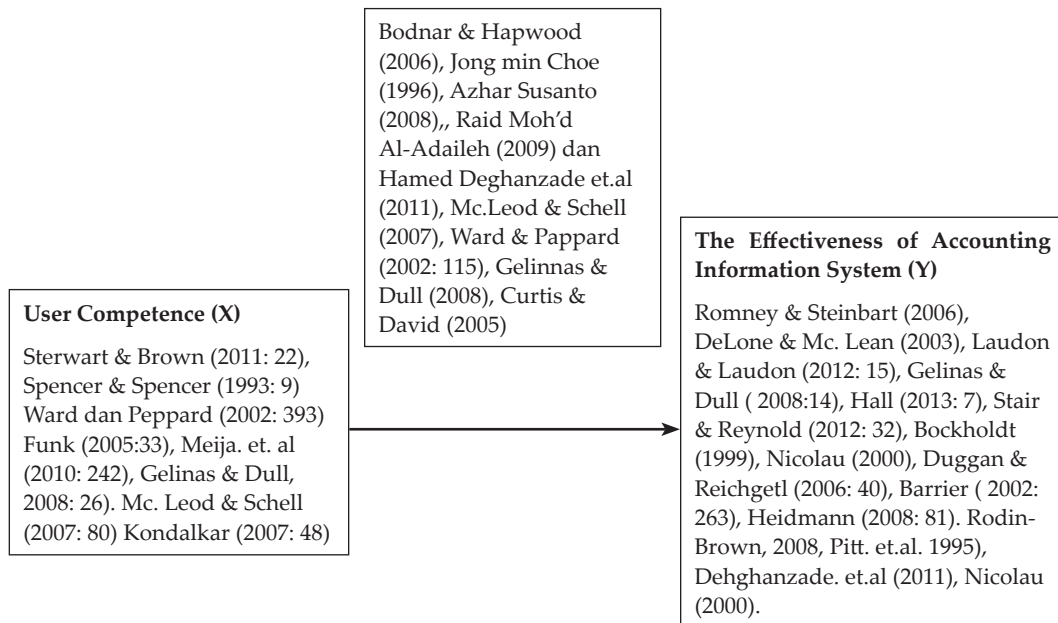 Bodnar & Hapwood
(2006), Jong min Choe
(1996), Azhar Susanto
(2008),, Raid Moh'd
Al-Adaileh (2009) dan
Hamed Deghanzade et.al
(2011), Mc.Leod & Schell
(2007), Ward & Pappard
(2002: 115), Gelinnas &
Dull (2008), Curtis &
David (2005)
User Competence (X)
Sterwart & Brown (2011: 22),
Spencer & Spencer (1993: 9)
Ward dan Peppard (2002: 393)
Funk (2005:33), Meija. et. al
(2010: 242), Gelinas & Dull,
2008: 26). Mc. Leod & Schell
(2007: 80) Kondalkar (2007: 48)
The Effectiveness of Accounting
Information System (Y)
Romney & Steinbart (2006),
DeLone & Mc. Lean (2003), Laudon
& Laudon (2012: 15), Gelinas &
Dull ( 2008:14), Hall (2013: 7), Stair
& Reynold (2012: 32), Bockholdt
(1999), Nicolau (2000), Duggan &
Reichgetl (2006: 40), Barrier ( 2002:
263), Heidmann (2008: 81). Rodin-
Brown, 2008, Pitt. et.al. 1995),
Dehghanzade. et.al (2011), Nicolau
(2000).